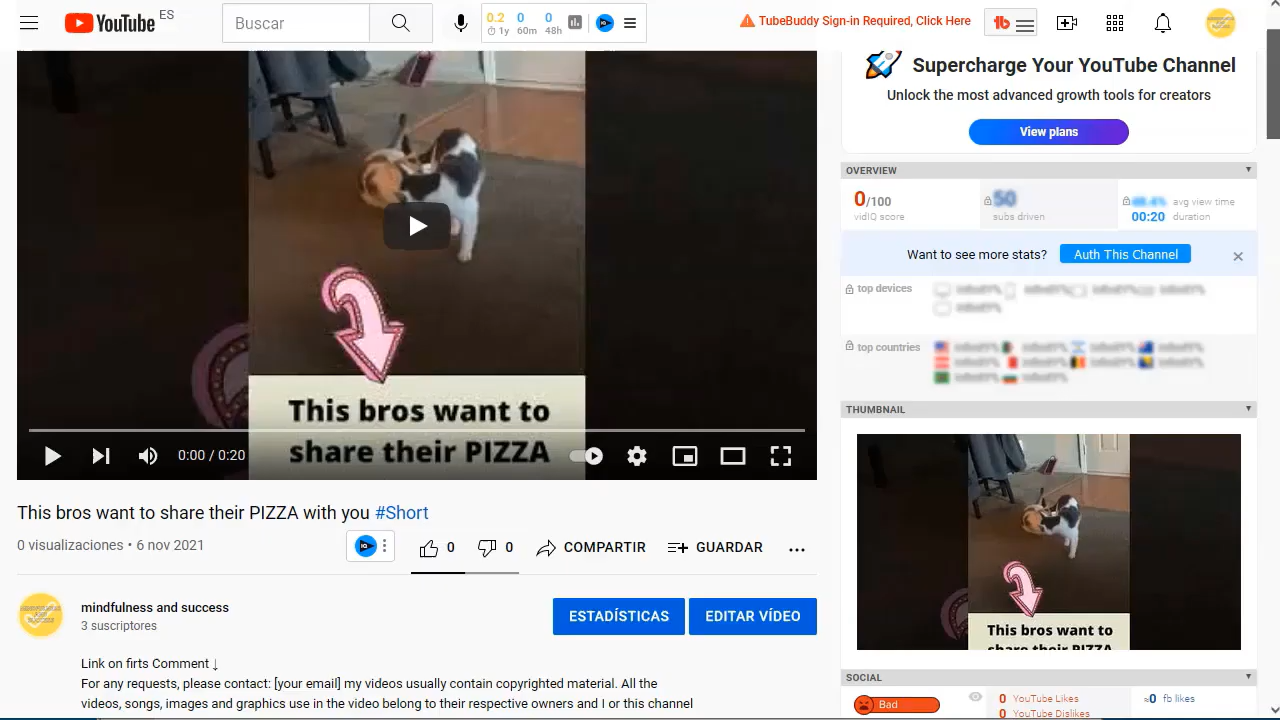 YouTube ES
Buscar
0.2 0 0
1y 60m 48h
TubeBuddy Sign-in Required, Click Here
tb
This bros want to
share their PIZZA
0:00 / 0:20
This bros want to share their PIZZA with you #Short
0 visualizaciones • 6 nov 2021
0
0
COMPARTIR
GUARDAR
mindfulness and success
3 suscriptores
ESTADÍSTICAS
EDITAR VÍDEO
Link on firts Comment ↓
For any requests, please contact: [your email] my videos usually contain copyrighted material. All the
videos, songs, images and graphics use in this vido belong to their respective owners and I or this channel
Supercharge Your YouTube Channel
Unlock the most advanced growth tools for creators
View plans
OVERVIEW
0/100
vidIQ score
50
subs driven
avg view time
00:20 duration
Want to see more stats?
Auth This Channel
top devices
top countries
THUMBNAIL
This bros want to
share their PIZZA
SOCIAL
Bad
0 YouTube Likes
0 YouTube Dislikes
≈0 fb likes